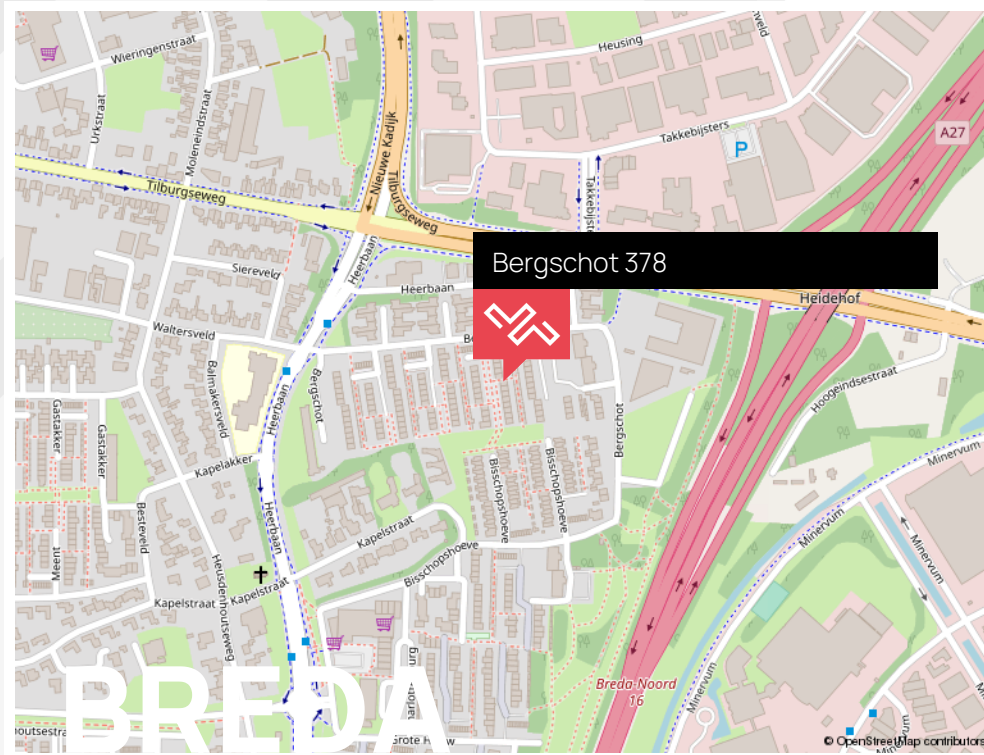 Wieringenstraat
Heusing
Urkstraat
Moleneindstraat
Nieuwe Kadijk
Takkebijsters
P
A27
Tilburgseweg
Tilburgseweg
Heerbaan
Siereveld
Heerbaan
Bergschot 378
Heidehof
Waltersveld
Balmakersveld
Bergschot
Heerbaan
Bergschot
Hoogeindsestraat
Gastakker
Gastakker
Kapelakker
Bisschopshoeve
Bisschopshoeve
Minervum
Besteveld
Heerbaan
Kapelstraat
Minervum
Minervum
Meent
Heusdenhoutseweg
Bisschopshoeve
Kapelstraat
Kapelstraat
Breda-Noord
16
Minervum
BREDA
© OpenStreetMap contributors